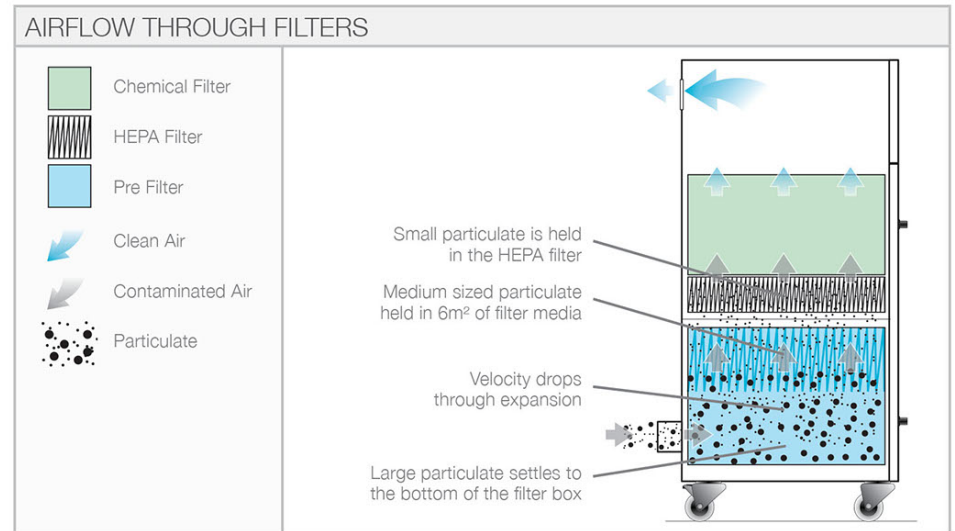 AIRFLOW THROUGH FILTERS
Chemical Filter
HEPA Filter
Pre Filter
Clean Air
Contaminated Air
Particulate
Small particulate is held
in the HEPA filter
Medium sized particulate
held in 6m² of filter media
Velocity drops
through expansion
Large particulate settles to
the bottom of the filter box